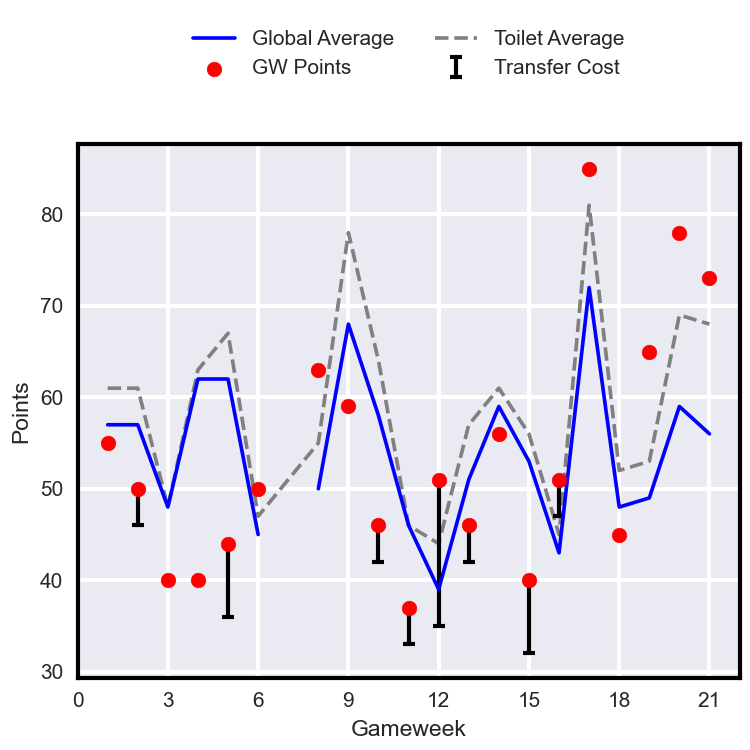 Global Average
Toilet Average
GW Points
Transfer Cost
80
70
60
50
40
30
Points
0 3 6 9 12 15 18 21
Gameweek